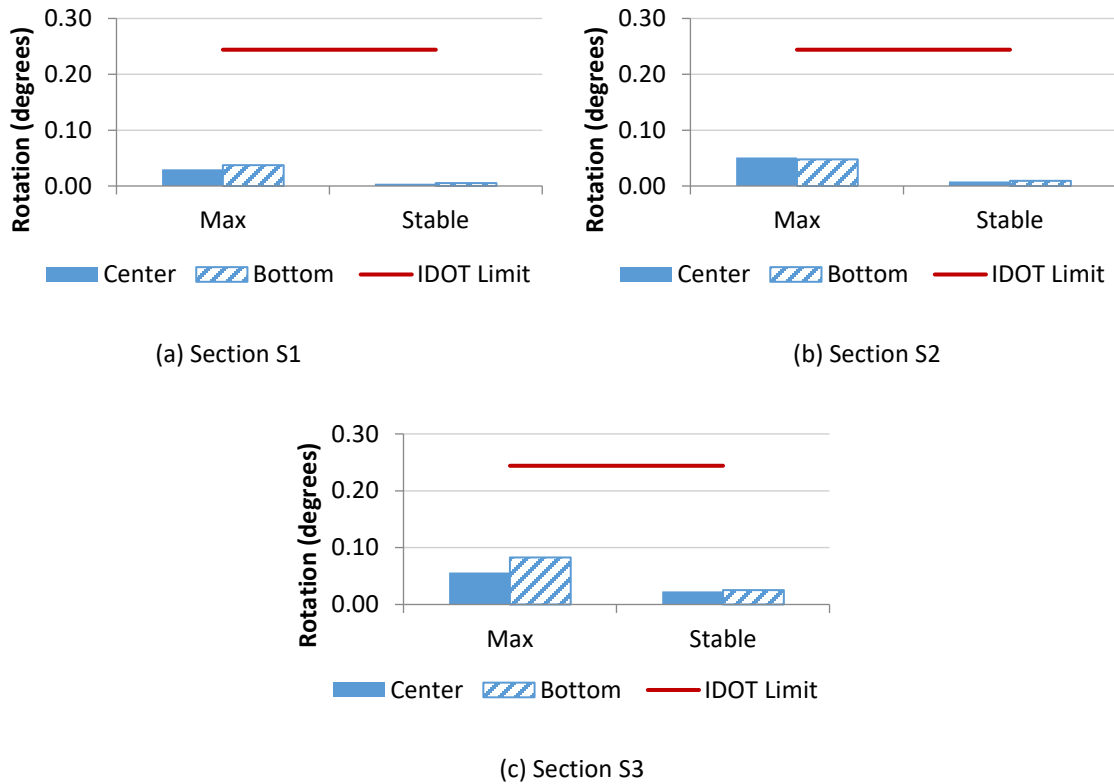 0.30
0.20
0.10
0.00
Rotation (degrees)
Max Stable
Center Bottom IDOT Limit
(a) Section S1
0.30
0.20
0.10
0.00
Rotation (degrees)
Max Stable
Center Bottom IDOT Limit
(b) Section S2
0.30
0.20
0.10
0.00
Rotation (degrees)
Max Stable
Center Bottom IDOT Limit
(c) Section S3